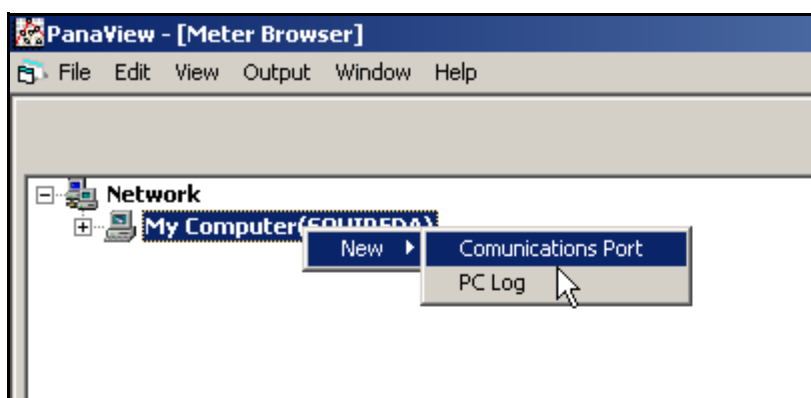 PanaView - [Meter Browser]
File Edit View Output Window Help
Network
My Computer(
New Comunications Port
PC Log